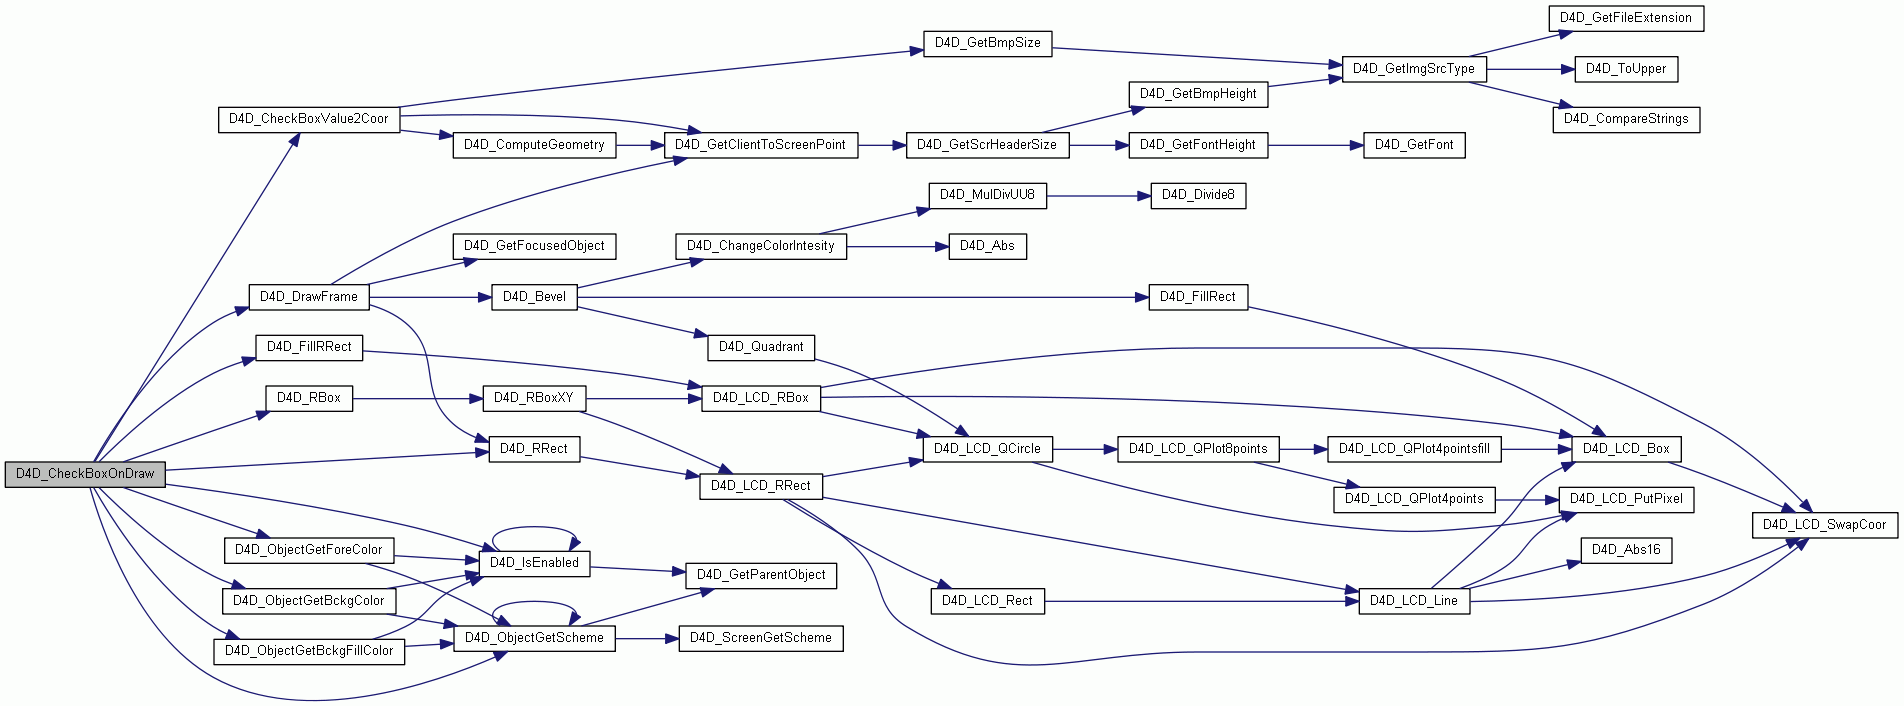 D4D_GetFileExtension
D4D_GetBmpSize
D4D_GetImgSrcType
D4D_ToUpper
D4D_GetBmpHeight
D4D_CheckBoxValue2Coor
D4D_CompareStrings
D4D_ComputeGeometry
D4D_GetClientToScreenPoint
D4D_GetScrHeaderSize
D4D_GetFontHeight
D4D_GetFont
D4D_MulDivUU8
D4D_Divide8
D4D_GetFocusedObject
D4D_ChangeColorIntesity
D4D_Abs
D4D_DrawFrame
D4D_Bevel
D4D_FillRect
D4D_FillRRect
D4D_Quadrant
D4D_RBox
D4D_RBoxXY
D4D_LCD_RBox
D4D_RRect
D4D_LCD_QCircle
D4D_LCD_QPlot8points
D4D_LCD_QPlot4pointsfill
D4D_LCD_Box
D4D_CheckBoxOnDraw
D4D_LCD_RRect
D4D_LCD_QPlot4points
D4D_LCD_PutPixel
D4D_LCD_SwapCoor
D4D_ObjectGetForeColor
D4D_IsEnabled
D4D_Abs16
D4D_GetParentObject
D4D_ObjectGetBckgColor
D4D_LCD_Rect
D4D_LCD_Line
D4D_ObjectGetBckgFillColor
D4D_ObjectGetScheme
D4D_ScreenGetScheme